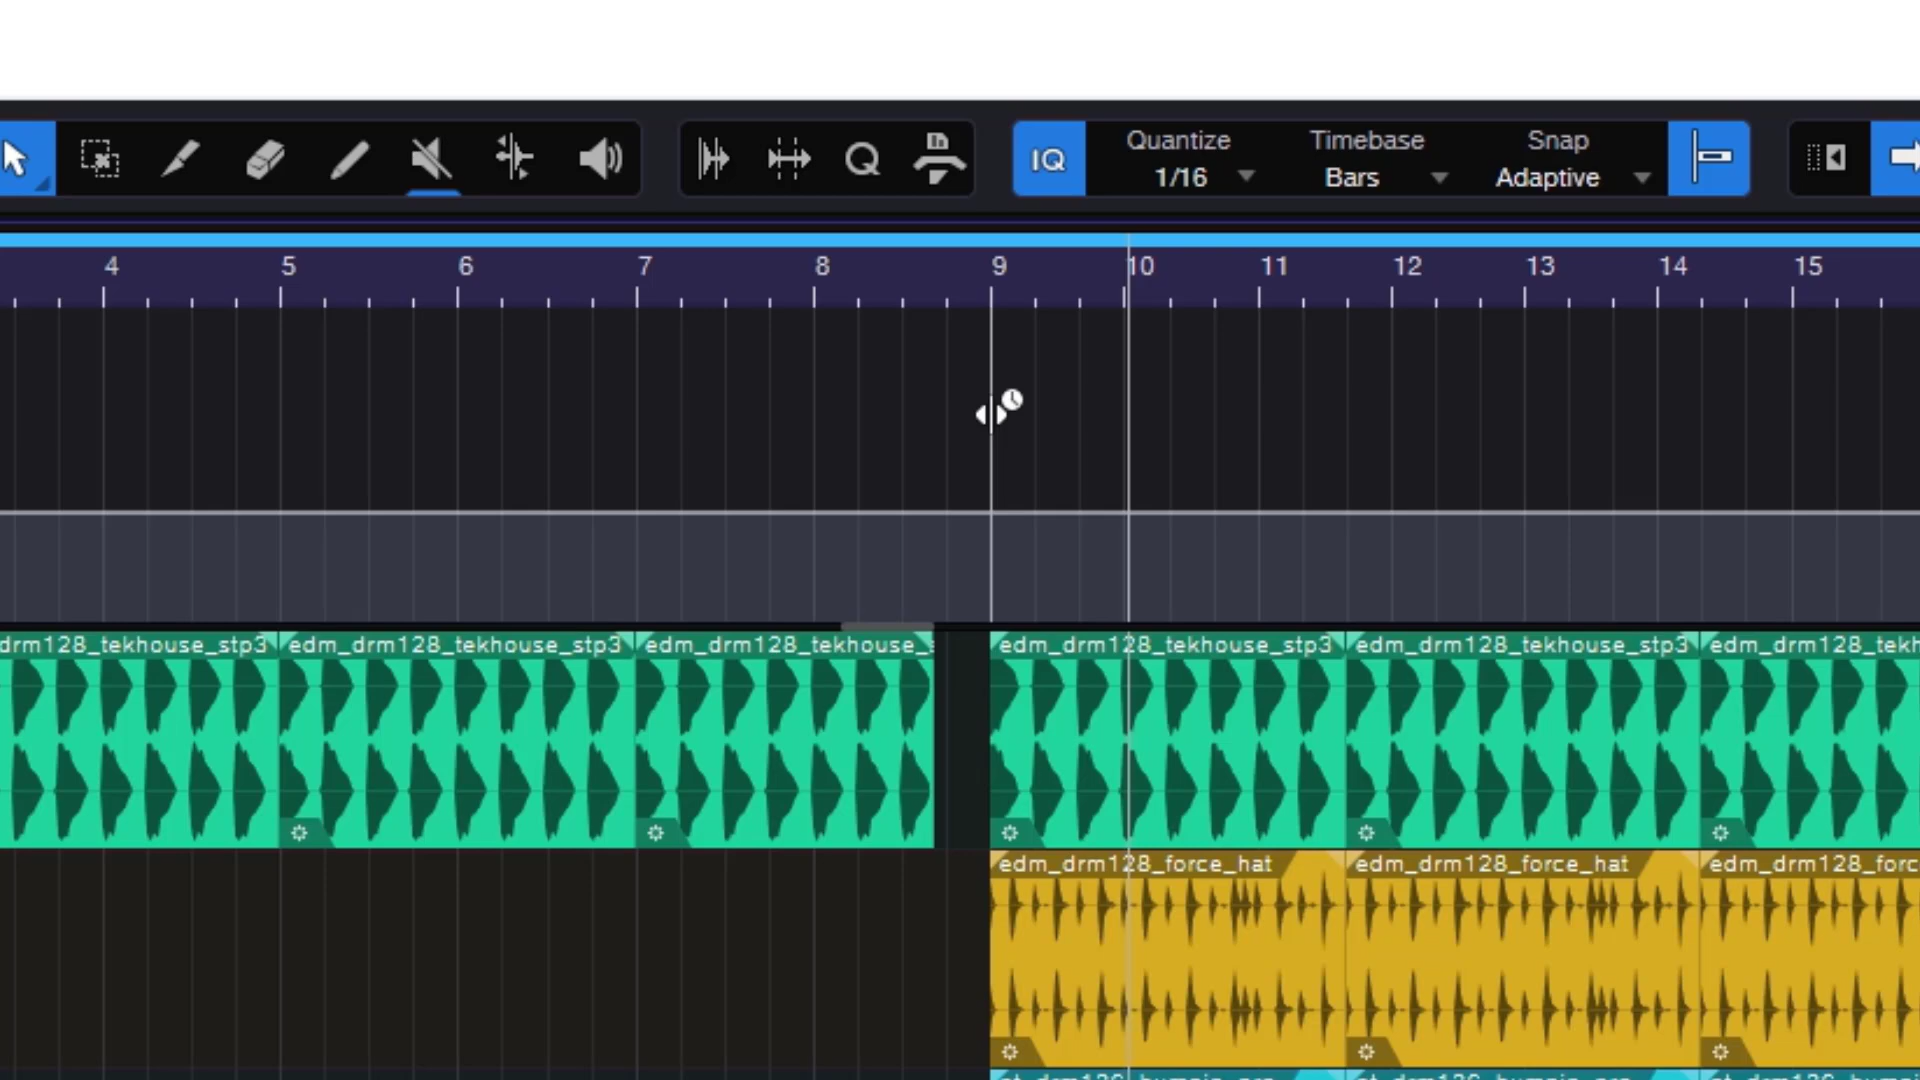 IQ
Quantize
1/16
Timebase
Bars
Snap
Adaptive
4 5 6 7 8 9 10 11 12 13 14 15
drm128_tekhouse_stp3 edm_drm128_tekhouse_stp3 edm_drm128_tekhouse_s edm_drm128_tekhouse_stp3 edm_drm128_tekhouse_stp3 edm_drm128_tekh
edm_drm128_force_hat edm_drm128_force_hat edm_drm128_forc